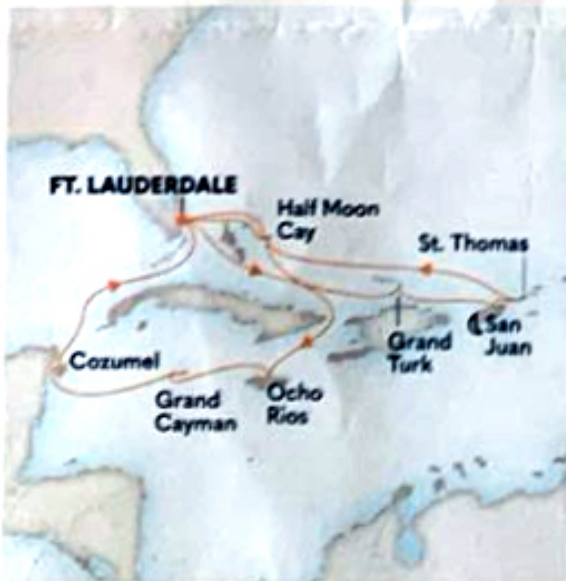 FT. LAUDERDALE
Half Moon
Cay
St. Thomas
San
Juan
Grand
Turk
Cozumel
Grand
Cayman
Ocho
Rios